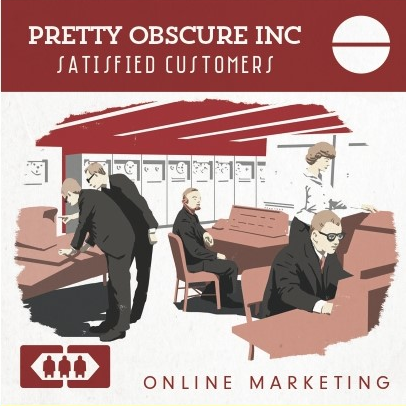 PRETTY OBSCURE INC
SATISFIED CUSTOMERS
ONLINE MARKETING